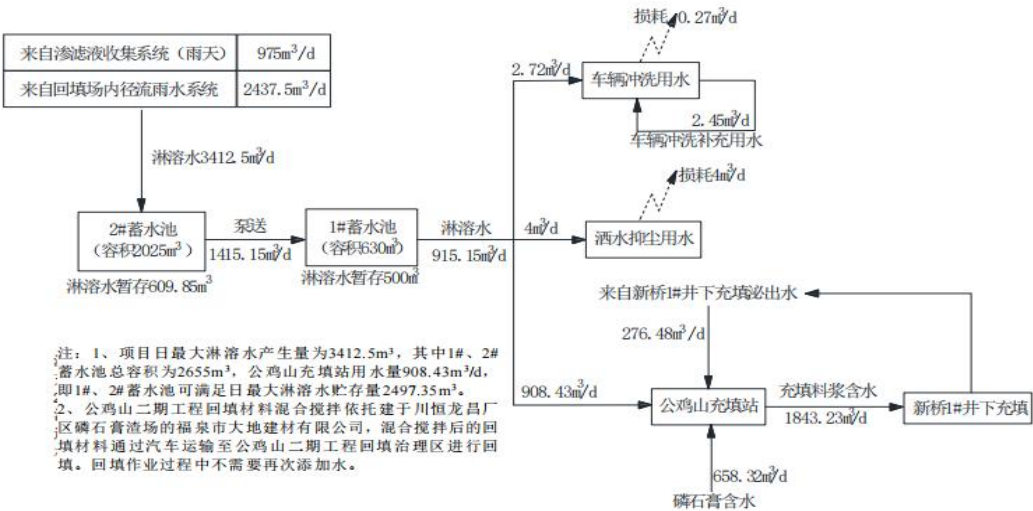 损耗 0.27m³/d
来自渗滤液收集系统（雨天） 975m³/d
来自回填场内径流雨水系统 2437.5m³/d
2.72m³/d
车辆冲洗用水
2.45m³/d
车辆冲洗补充用水
淋溶水3412.5m³/d
损耗4m³/d
2#蓄水池
（容积2025m³）
泵送
1415.15m³/d
1#蓄水池
（容积630m³）
淋溶水
915.15m³/d
4m³/d
洒水抑尘用水
淋溶水暂存609.85m³
淋溶水暂存500m³
来自新桥1#井下充填泌出水
276.48m³/d
注：1、项目日最大淋溶水产生量为3412.5m³，其中1#、2#
蓄水池总容积为2655m³，公鸡山充填站用水量908.43m³/d，
即1#、2#蓄水池可满足日最大淋溶水贮存量2497.35m³。
2、公鸡山二期工程回填材料混合搅拌依托建于川恒龙昌厂
区磷石膏渣场的福泉市大地建材有限公司，混合搅拌后的回
填材料通过汽车运输至公鸡山二期工程回填治理区进行回
填。回填作业过程中不需要再次添加水。
908.43m³/d
公鸡山充填站
充填料浆含水
1843.23m³/d
新桥1#井下充填
658.32m³/d
磷石膏含水